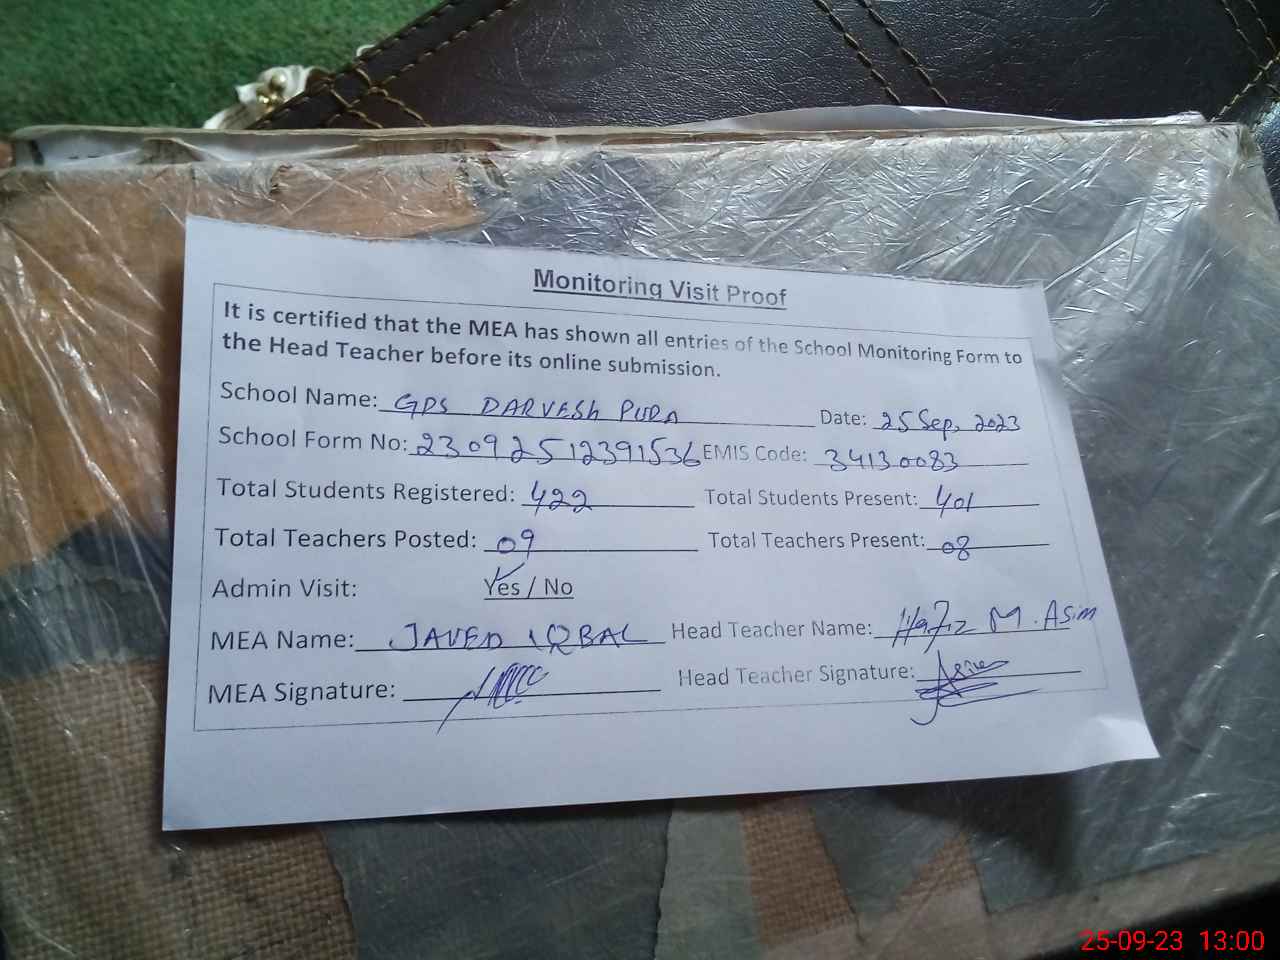 Monitoring Visit Proof
It is certified that the MEA has shown all entries of the School Monitoring Form to
the Head Teacher before its online submission.
School Name: GPS DARVESH PURA Date: 25 Sep, 2023
School Form No: 23092512391536 EMIS Code: 34130083
Total Students Registered: 422 Total Students Present: 401
Total Teachers Posted: 09 Total Teachers Present: 08
Admin Visit: Yes / No
MEA Name: JAVED IQBAL Head Teacher Name: Hafiz M. Asim
MEA Signature: Head Teacher Signature: Asim
25-09-23 13:00